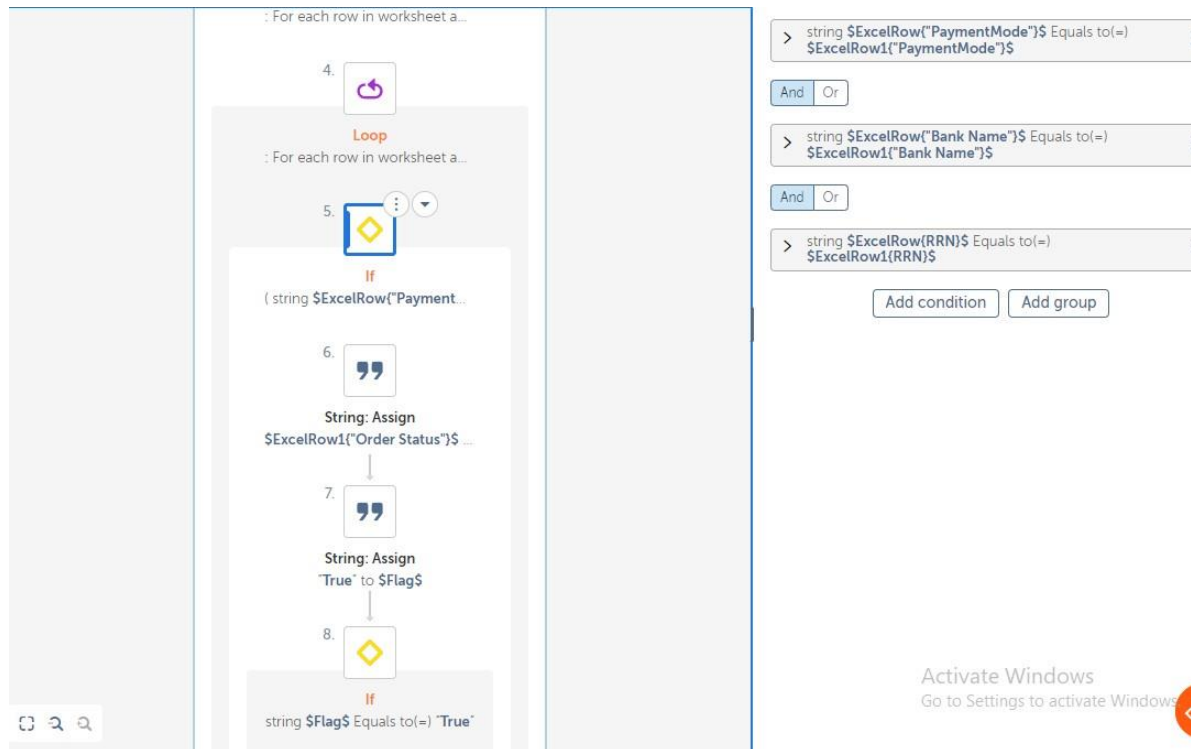 : For each row in worksheet a...
4.
Loop
: For each row in worksheet a...
5.
If
( string $ExcelRow{"Payment...
6.
String: Assign
$ExcelRow1{"Order Status"}$ ...
7.
String: Assign
"True" to $Flag$
8.
If
string $Flag$ Equals to(=) "True"
string $ExcelRow{"PaymentMode"}$ Equals to(=)
$ExcelRow1{"PaymentMode"}$
And Or
string $ExcelRow{"Bank Name"}$ Equals to(=)
$ExcelRow1{"Bank Name"}$
And Or
string $ExcelRow{RRN}$ Equals to(=)
$ExcelRow1{RRN}$
Add condition Add group
Activate Windows
Go to Settings to activate Windows